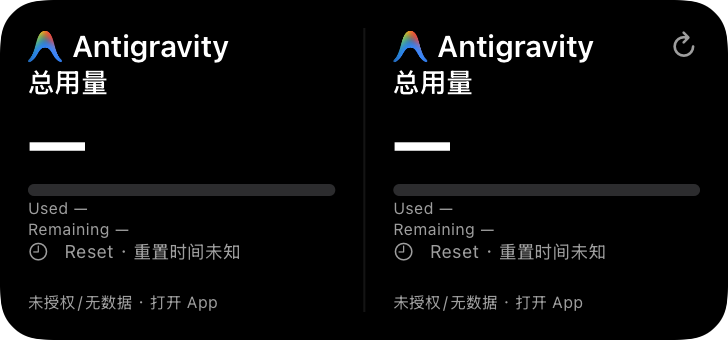 Antigravity
总用量
—
Used —
Remaining —
Reset · 重置时间未知
未授权/无数据 · 打开 App
Antigravity
总用量
—
Used —
Remaining —
Reset · 重置时间未知
未授权/无数据 · 打开 App